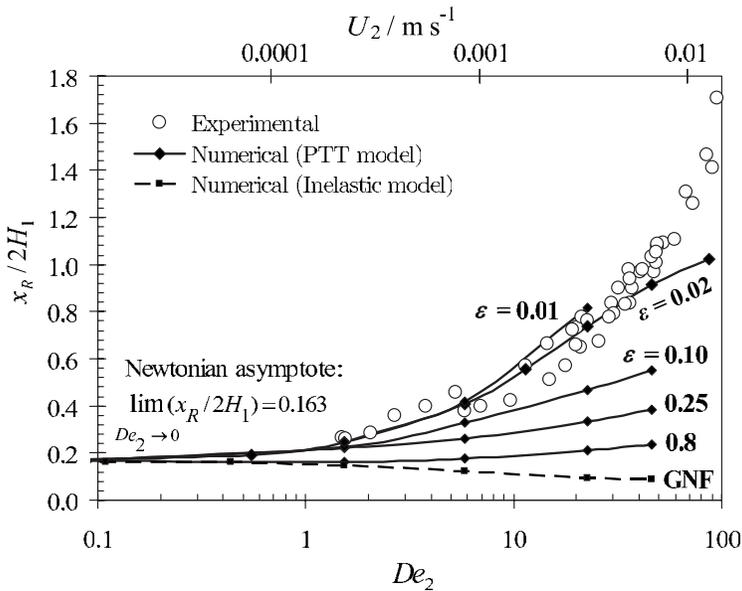 U₂ / m s⁻¹
0.0001 0.001 0.01
1.8
1.6
1.4
1.2
1.0
0.8
0.6
0.4
0.2
0.0
x_R / 2H₁
Experimental
Numerical (PTT model)
Numerical (Inelastic model)
ε = 0.01
ε = 0.02
ε = 0.10
0.25
0.8
GNF
Newtonian asymptote:
lim (x_R / 2H₁) = 0.163
De₂ → 0
0.1 1 10 100
De₂